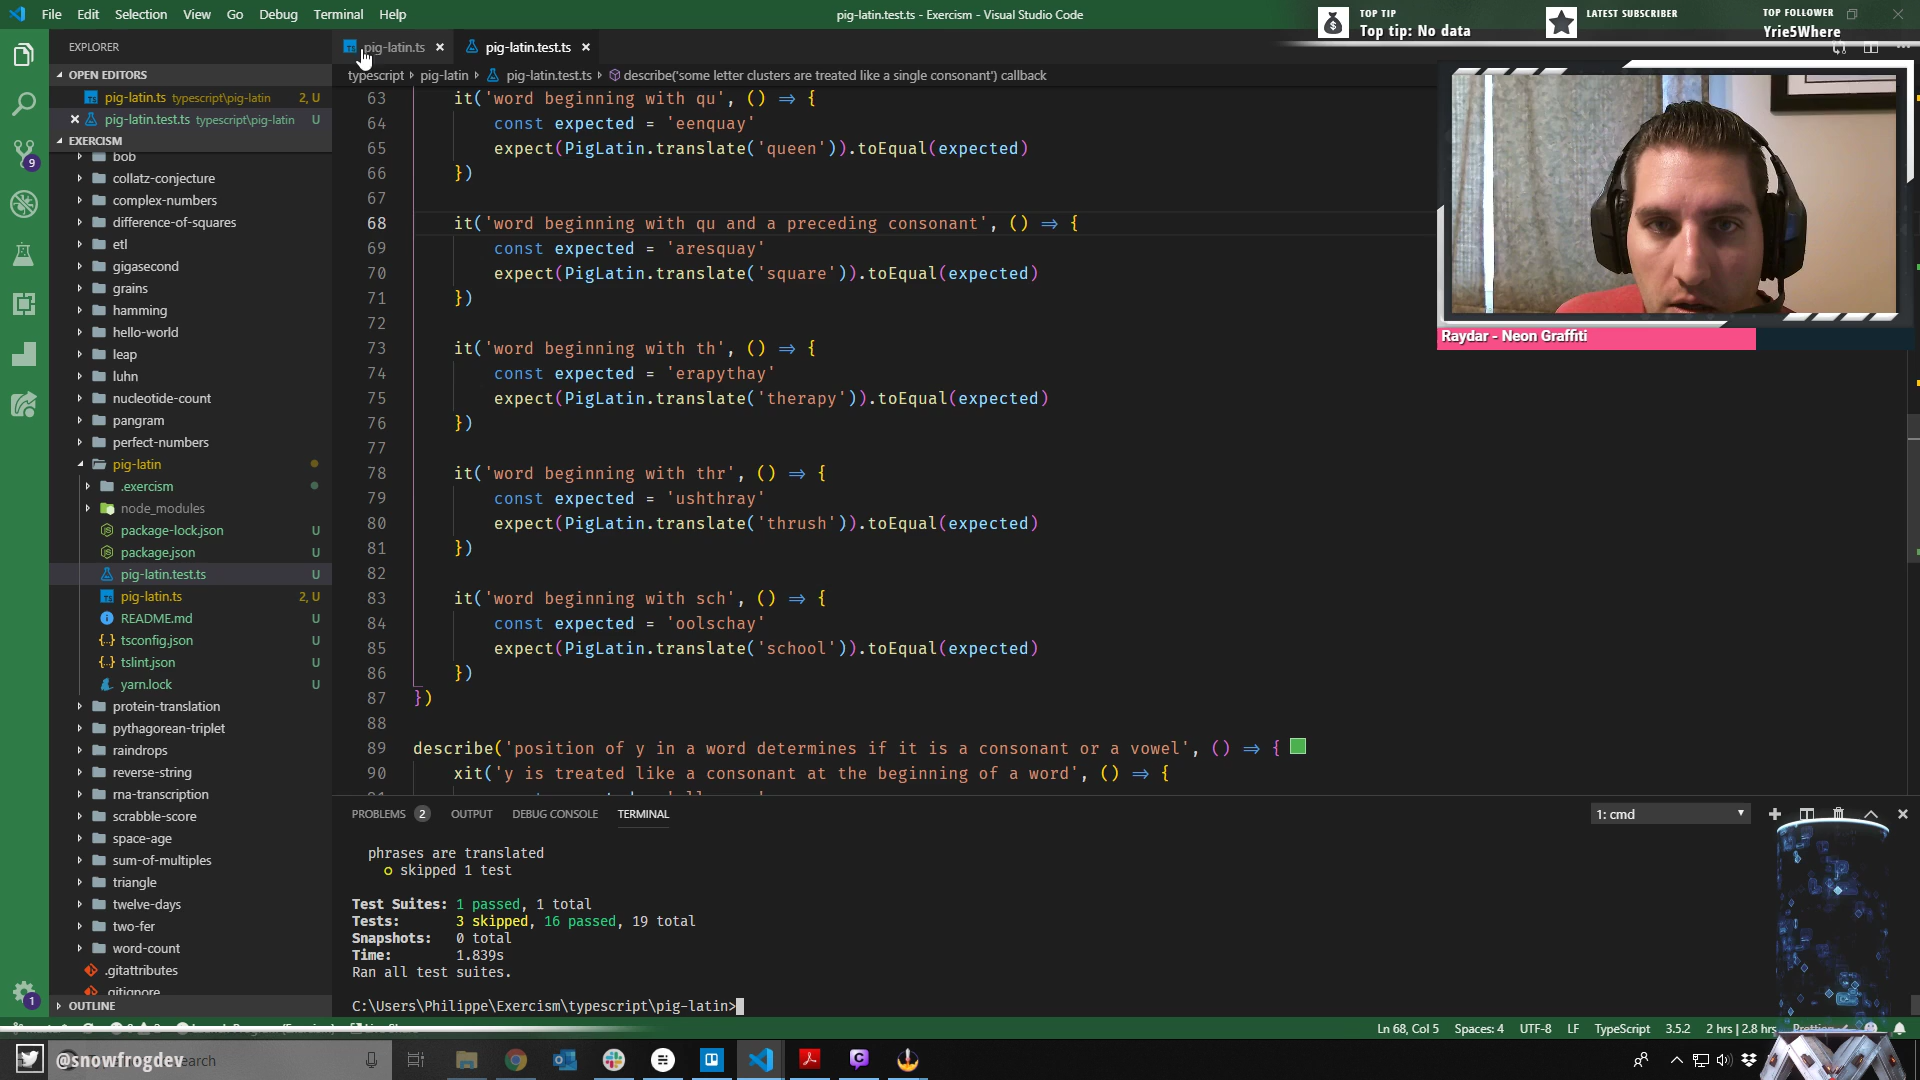 File Edit Selection View Go Debug Terminal Help
pig-latin.test.ts - Exercism - Visual Studio Code
TOP TIP
Top tip: No data
LATEST SUBSCRIBER
TOP FOLLOWER
Yrie5Where
EXPLORER
OPEN EDITORS
pig-latin.ts typescript\pig-latin 2, U
pig-latin.test.ts typescript\pig-latin U
EXERCISM
bob
collatz-conjecture
complex-numbers
difference-of-squares
etl
gigasecond
grains
hamming
hello-world
leap
luhn
nucleotide-count
pangram
perfect-numbers
pig-latin
.exercism
node_modules
package-lock.json U
package.json U
pig-latin.test.ts U
pig-latin.ts 2, U
README.md U
tsconfig.json U
tslint.json U
yarn.lock U
protein-translation
pythagorean-triplet
raindrops
reverse-string
rna-transcription
scrabble-score
space-age
sum-of-multiples
triangle
twelve-days
two-fer
word-count
.gitattributes
.gitignore
OUTLINE
9
1
pig-latin.ts pig-latin.test.ts
typescript pig-latin pig-latin.test.ts describe('some letter clusters are treated like a single consonant') callback
63 it('word beginning with qu', () => {
64 const expected = 'eenquay'
65 expect(PigLatin.translate('queen')).toEqual(expected)
66 })
67
68 it('word beginning with qu and a preceding consonant', () => {
69 const expected = 'aresquay'
70 expect(PigLatin.translate('square')).toEqual(expected)
71 })
72
73 it('word beginning with th', () => {
74 const expected = 'erapythay'
75 expect(PigLatin.translate('therapy')).toEqual(expected)
76 })
77
78 it('word beginning with thr', () => {
79 const expected = 'ushthray'
80 expect(PigLatin.translate('thrush')).toEqual(expected)
81 })
82
83 it('word beginning with sch', () => {
84 const expected = 'oolschay'
85 expect(PigLatin.translate('school')).toEqual(expected)
86 })
87 })
88
89 describe('position of y in a word determines if it is a consonant or a vowel', () => {
90 xit('y is treated like a consonant at the beginning of a word', () => {
Raydar - Neon Graffiti
PROBLEMS 2 OUTPUT DEBUG CONSOLE TERMINAL
1: cmd
phrases are translated
o skipped 1 test
Test Suites: 1 passed, 1 total
Tests: 3 skipped, 16 passed, 19 total
Snapshots: 0 total
Time: 1.839s
Ran all test suites.
C:\Users\Philippe\Exercism\typescript\pig-latin>
Ln 68, Col 5 Spaces: 4 UTF-8 LF TypeScript 3.5.2 2 hrs | 2.8 hrs Prettier
@snowfrogdev